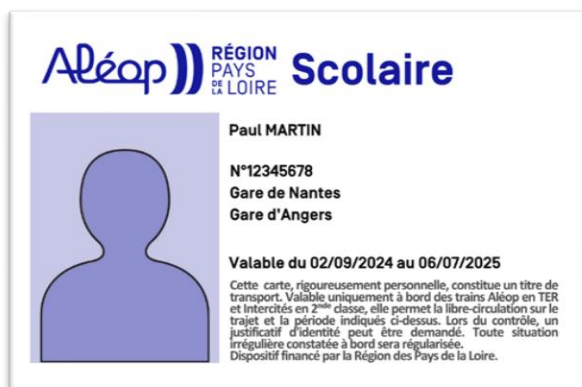 Aléop RÉGION PAYS DE LA LOIRE Scolaire
Paul MARTIN
N°12345678
Gare de Nantes
Gare d'Angers
Valable du 02/09/2024 au 06/07/2025
Cette carte, rigoureusement personnelle, constitue un titre de
transport. Valable uniquement à bord des trains Aléop en TER
et Intercités en 2nde classe, elle permet la libre-circulation sur le
trajet et la période indiqués ci-dessus. Lors du contrôle, un
justificatif d'identité peut être demandé. Toute situation
irrégulière constatée à bord sera régularisée.
Dispositif financé par la Région des Pays de la Loire.